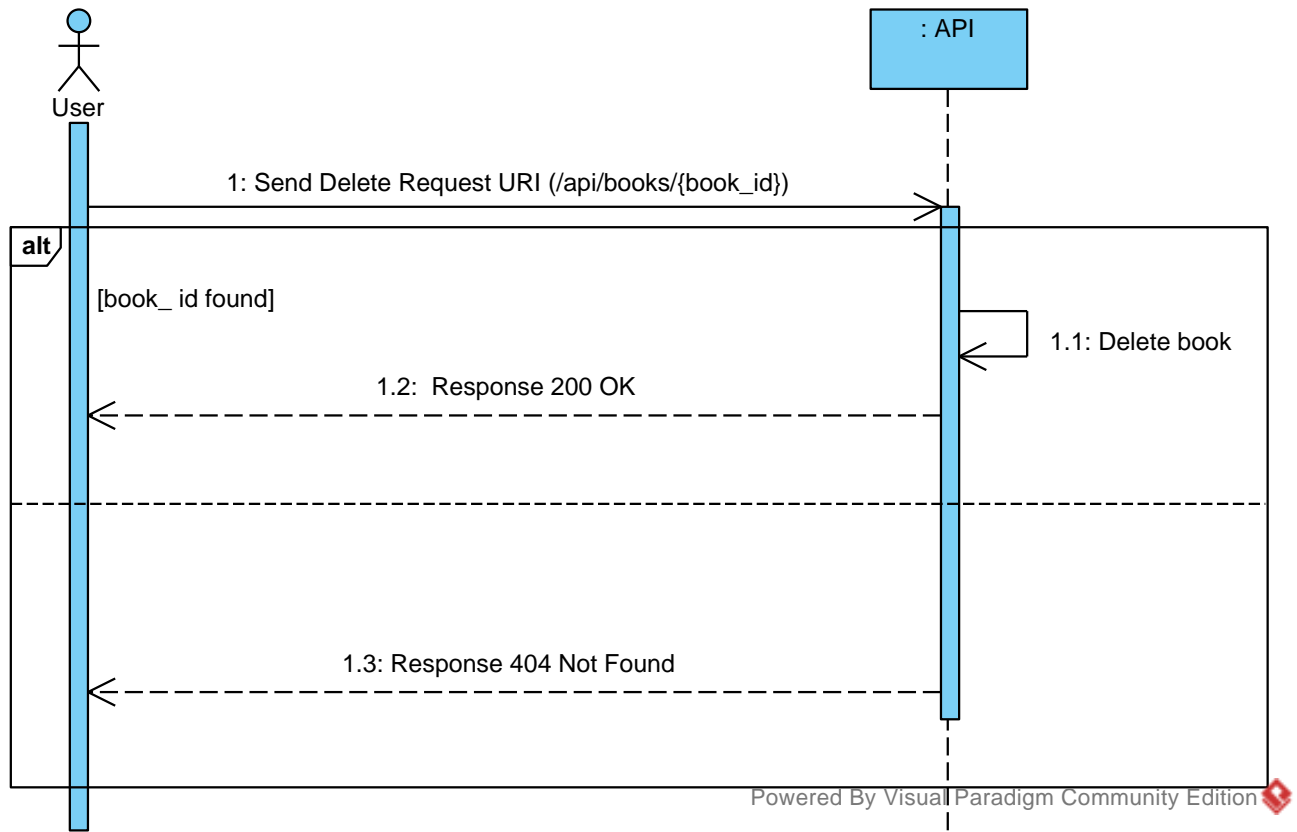 : API
User
1: Send Delete Request URI (/api/books/{book_id})
alt
[book_ id found]
1.1: Delete book
1.2:  Response 200 OK
1.3: Response 404 Not Found
Powered By Visual Paradigm Community Edition